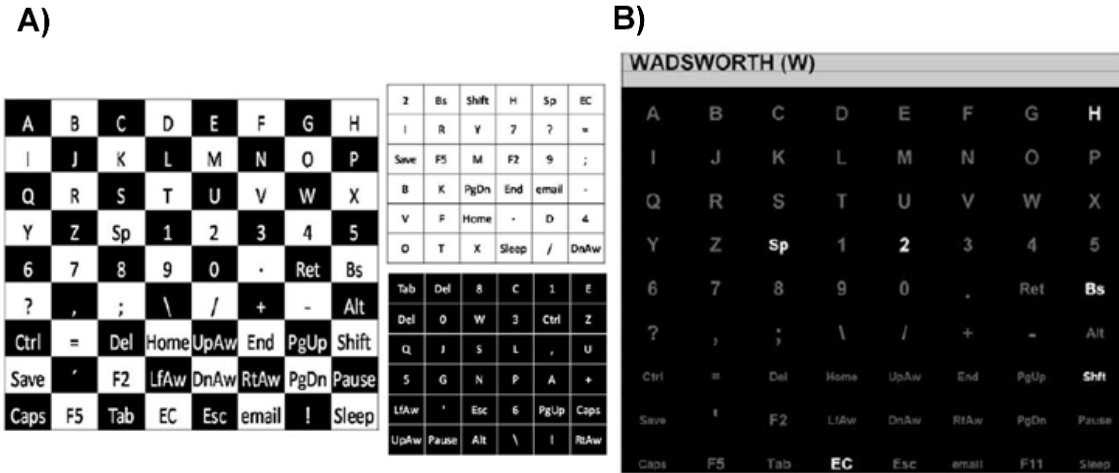 A)
A B C D E F G H
I J K L M N O P
Q R S T U V W X
Y Z Sp 1 2 3 4 5
6 7 8 9 0 . Ret Bs
? , ; \ / + - Alt
Ctrl = Del Home UpAw End PgUp Shift
Save ' F2 LfAw DnAw RtAw PgDn Pause
Caps F5 Tab EC Esc email ! Sleep
2 Bs Shift H Sp EC
I R Y 7 ? =
Save F5 M F2 9 ;
B K PgDn End email -
V F Home . D 4
O T X Sleep / DnAw
Tab Del 8 C 1 E
Del 0 W 3 Ctrl Z
Q J S L , U
5 G N P A +
LfAw ' Esc 6 PgUp Caps
UpAw Pause Alt \ ! RtAw
B)
WADSWORTH (W)
A B C D E F G H
I J K L M N O P
Q R S T U V W X
Y Z Sp 1 2 3 4 5
6 7 8 9 0 . Ret Bs
? , ; \ / + - Alt
Ctrl = Del Home UpAw End PgUp Shft
Save ' F2 LfAw DnAw RtAw PgDn Pause
Caps F5 Tab EC Esc email F11 Sleep